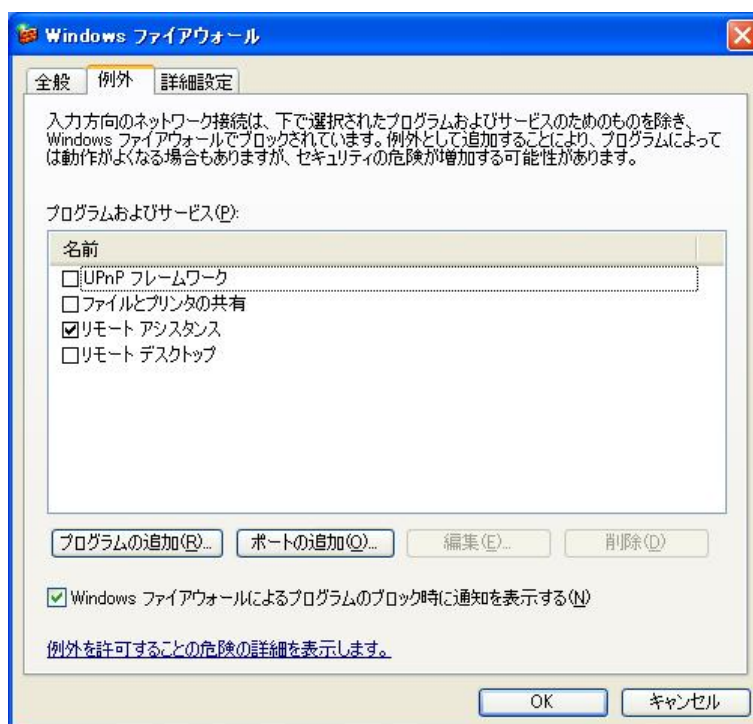 Windows ファイアウォール
全般 例外 詳細設定
入力方向のネットワーク接続は、下で選択されたプログラムおよびサービスのためのものを除き、
Windows ファイアウォールでブロックされています。例外として追加することにより、プログラムによって
は動作がよくなる場合もありますが、セキュリティの危険が増加する可能性があります。
プログラムおよびサービス(P):
名前
UPnP フレームワーク
ファイルとプリンタの共有
リモート アシスタンス
リモート デスクトップ
プログラムの追加(R)... ポートの追加(O)... 編集(E)... 削除(D)
Windows ファイアウォールによるプログラムのブロック時に通知を表示する(N)
例外を許可することの危険の詳細を表示します。
OK キャンセル